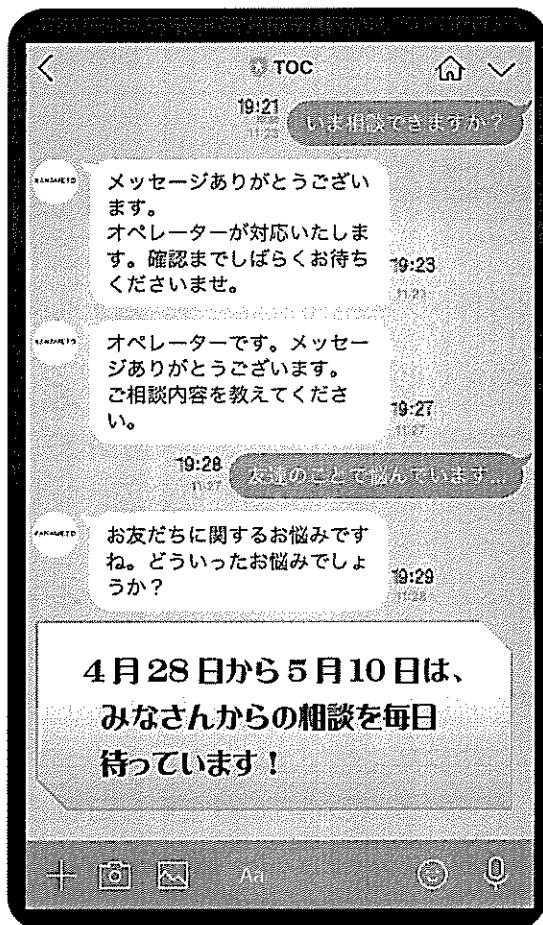 TOC
19:21
いま相談できますか？
メッセージありがとうござい
ます。
オペレーターが対応いたしま
す。確認までしばらくお待ち
くださいませ。
19:23
オペレーターです。メッセー
ジありがとうございます。
ご相談内容を教えてくださ
い。
19:27
19:28
友達のことで悩んでいます...
お友だちに関するお悩みです
ね。どういったお悩みでしょ
うか？
19:29
4月28日から5月10日は、
みなさんからの相談を毎日
待っています！
Aa